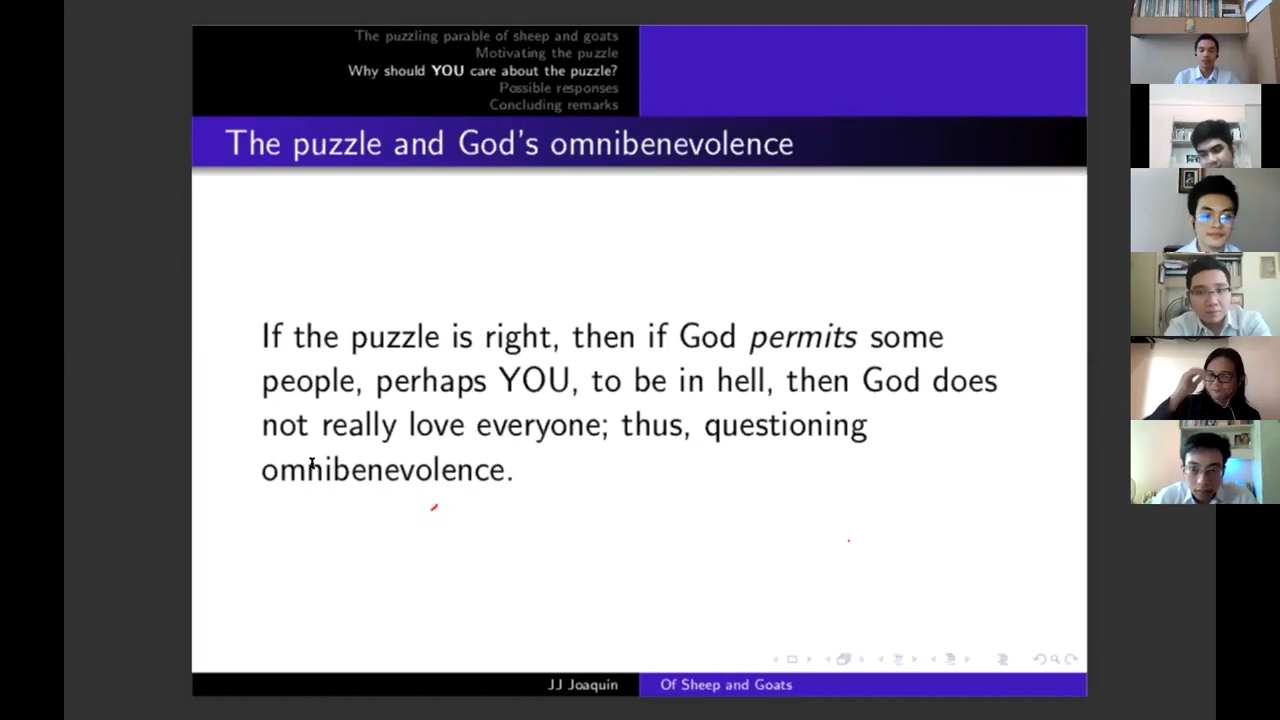 The puzzling parable of sheep and goats
Motivating the puzzle
Why should YOU care about the puzzle?
Possible responses
Concluding remarks
The puzzle and God's omnibenevolence
If the puzzle is right, then if God permits some
people, perhaps YOU, to be in hell, then God does
not really love everyone; thus, questioning
omnibenevolence.
JJ Joaquin
Of Sheep and Goats